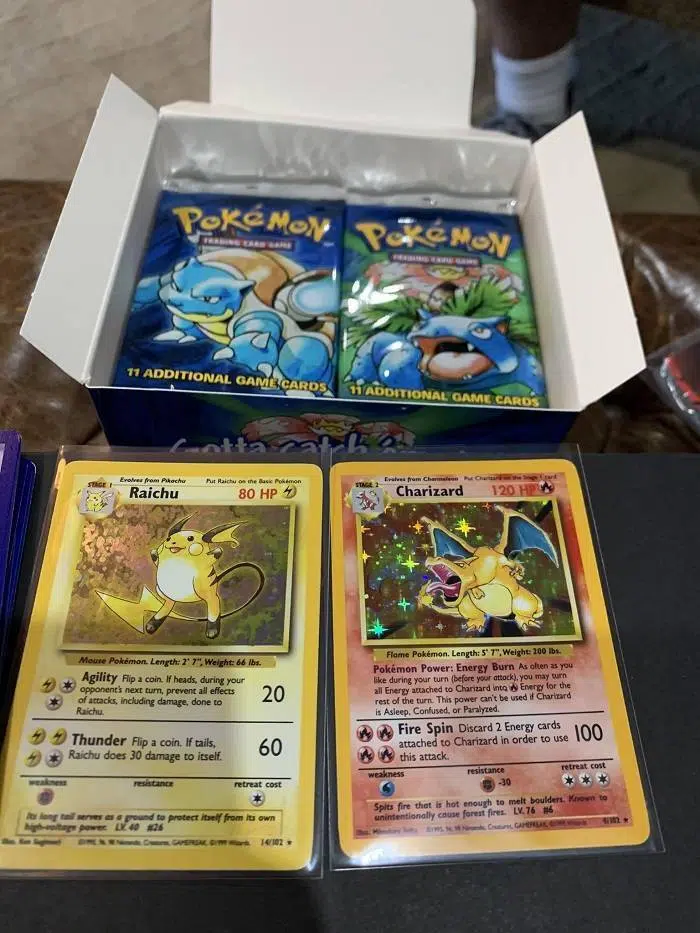 POKéMON
TRADING CARD GAME
11 ADDITIONAL GAME CARDS
POKéMON
TRADING CARD GAME
11 ADDITIONAL GAME CARDS
Gotta catch
STAGE 1
Evolves from Pikachu
Put Raichu on the Basic Pokémon
Raichu
80 HP
Mouse Pokémon. Length: 2' 7", Weight: 66 lbs.
Agility Flip a coin. If heads, during your
opponent's next turn, prevent all effects
of attacks, including damage, done to
Raichu.
20
Thunder Flip a coin. If tails,
Raichu does 30 damage to itself.
60
weakness
resistance
retreat cost
Its long tail serves as a ground to protect itself from its own
high-voltage power. LV. 40 #26
14/102
STAGE 2
Evolves from Charmeleon
Put Charizard on the Stage 1 card
Charizard
120 HP
Flame Pokémon. Length: 5' 7", Weight: 200 lbs.
Pokémon Power: Energy Burn As often as you
like during your turn (before your attack), you may turn
all Energy attached to Charizard into Energy for the
rest of the turn. This power can't be used if Charizard
is Asleep, Confused, or Paralyzed.
Fire Spin Discard 2 Energy cards
attached to Charizard in order to use
this attack.
100
weakness
resistance
-30
retreat cost
Spits fire that is hot enough to melt boulders. Known to
unintentionally cause forest fires. LV. 76 #6
4/102